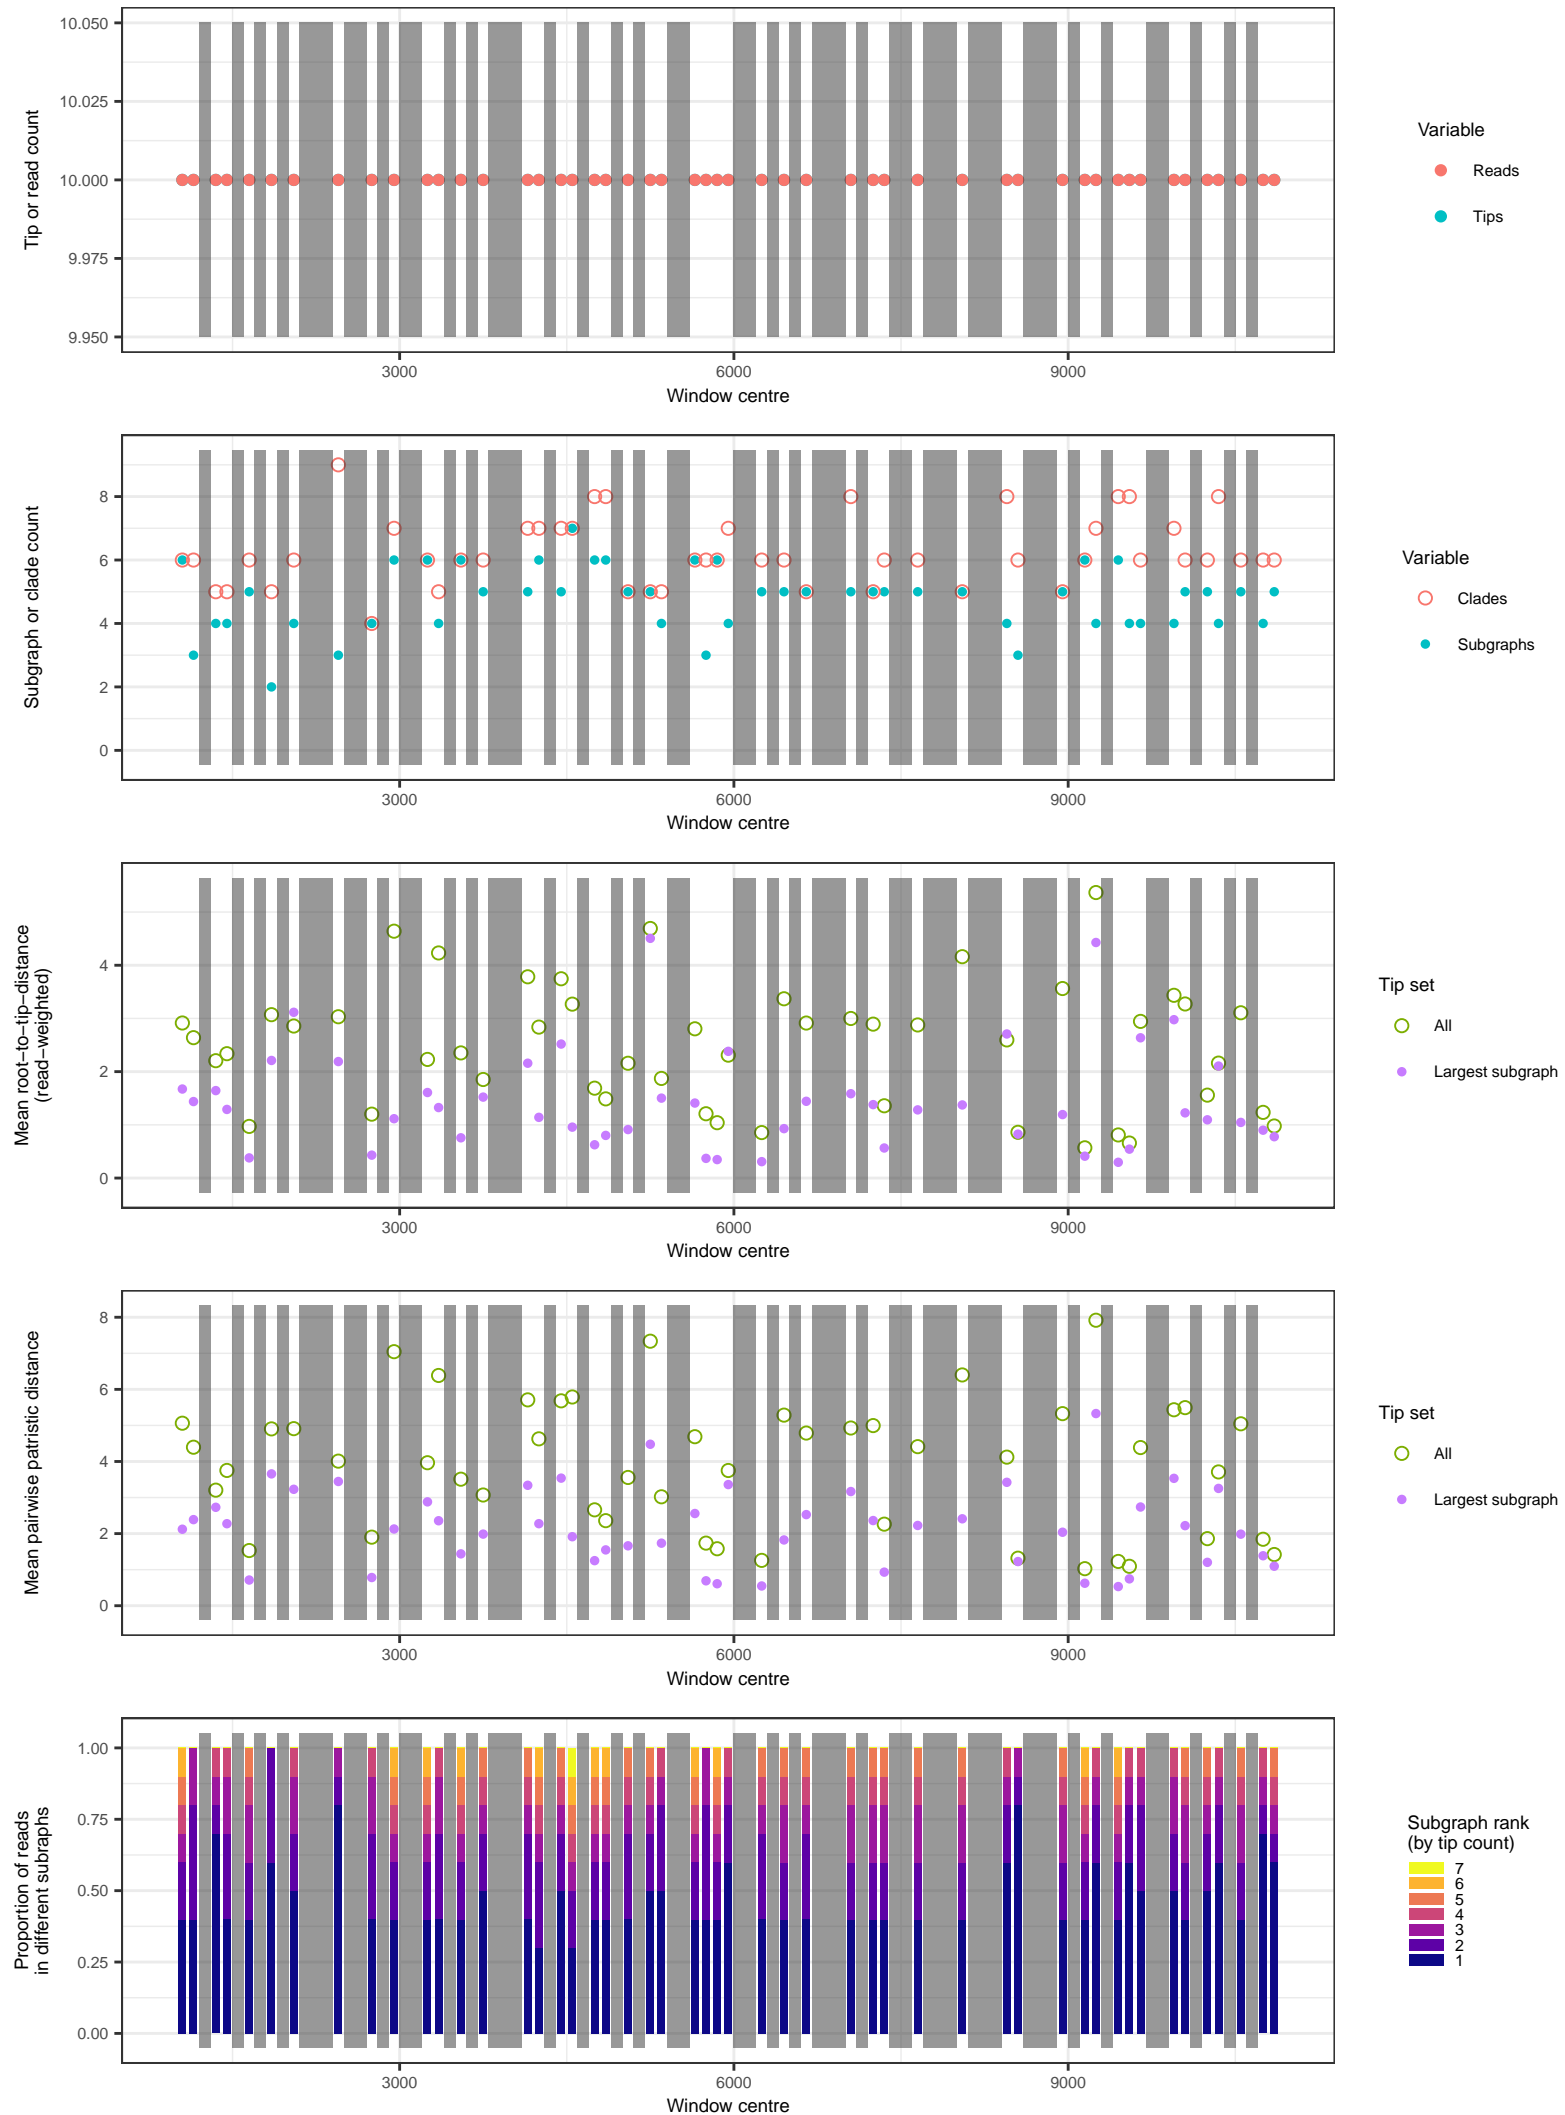 10.050
10.025
10.000
9.975
9.950
Tip or read count
3000
6000
9000
Window centre
Variable
Reads
Tips
8
6
4
2
0
Subgraph or clade count
3000
6000
9000
Window centre
Variable
Clades
Subgraphs
4
2
0
Mean root−to−tip−distance
(read−weighted)
3000
6000
9000
Window centre
Tip set
All
Largest subgraph
8
6
4
2
0
Mean pairwise patristic distance
3000
6000
9000
Window centre
Tip set
All
Largest subgraph
1.00
0.75
0.50
0.25
0.00
Proportion of reads
in different subraphs
3000
6000
9000
Window centre
Subgraph rank
(by tip count)
7
6
5
4
3
2
1